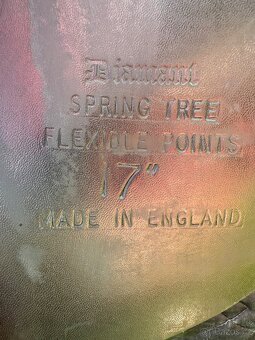 Diamant
SPRING TREE
FLEXIBLE POINTS
17"
MADE IN ENGLAND